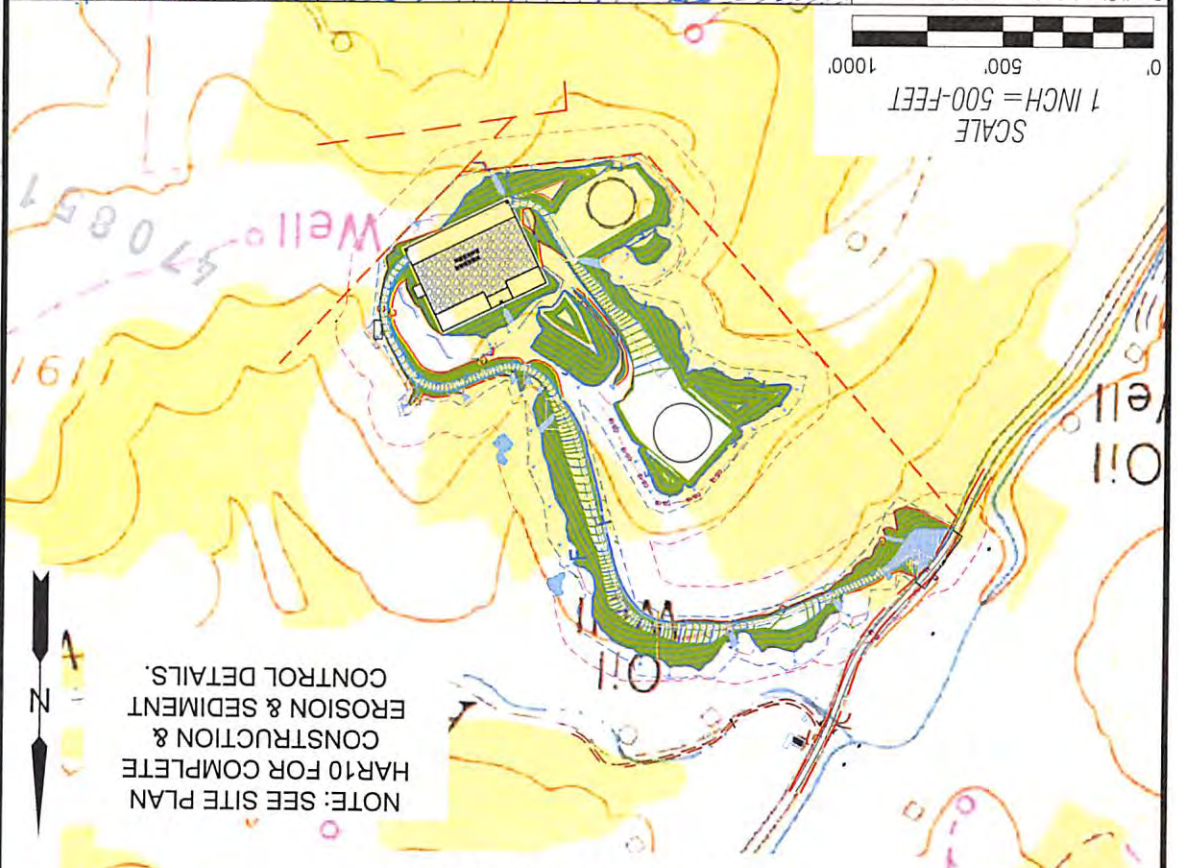 SCALE
1 INCH = 500-FEET
0' 500' 1000'
Well
Oil
Well
Oil
NOTE: SEE SITE PLAN
HAR10 FOR COMPLETE
CONSTRUCTION &
EROSION & SEDIMENT
CONTROL DETAILS.
N